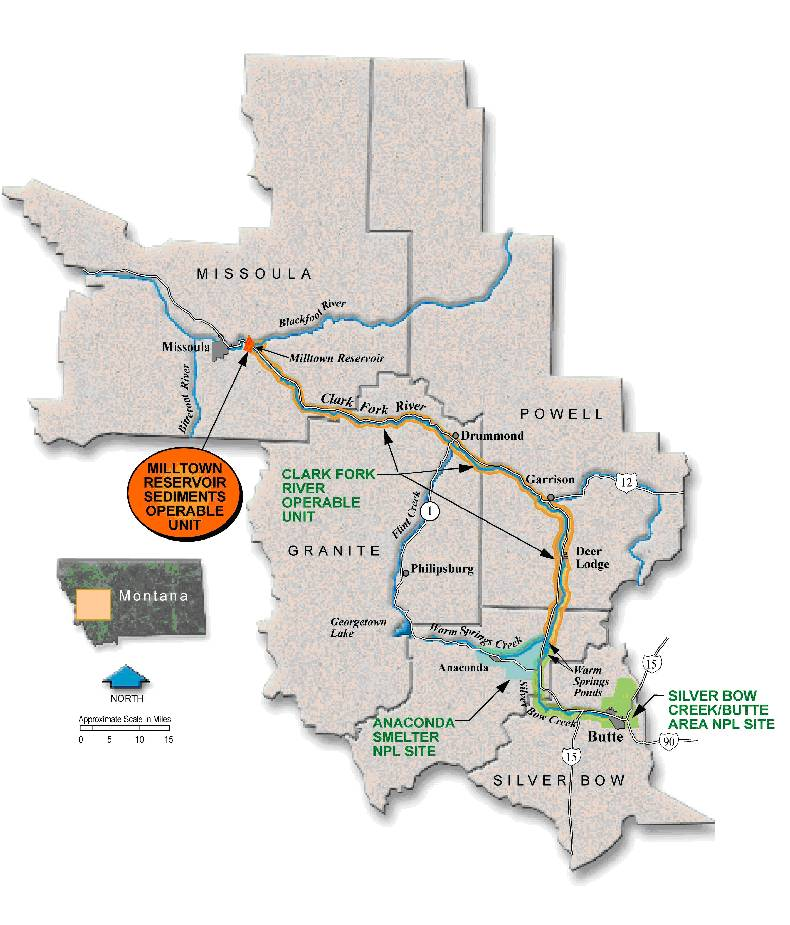 MISSOULA
Blackfoot River
Missoula
Milltown Reservoir
Bitterroot River
Clark Fork River
POWELL
Drummond
MILLTOWN
RESERVOIR
SEDIMENTS
OPERABLE
UNIT
CLARK FORK
RIVER
OPERABLE
UNIT
Garrison
12
Flint Creek
1
GRANITE
Deer
Lodge
Philipsburg
Montana
Georgetown
Lake
Warm Springs Creek
Anaconda
Warm
Springs
Ponds
15
NORTH
Silver
Bow Creek
SILVER BOW
CREEK/BUTTE
AREA NPL SITE
ANACONDA
SMELTER
NPL SITE
Approximate Scale in Miles
0 5 10 15
Butte
90
15
SILVER BOW